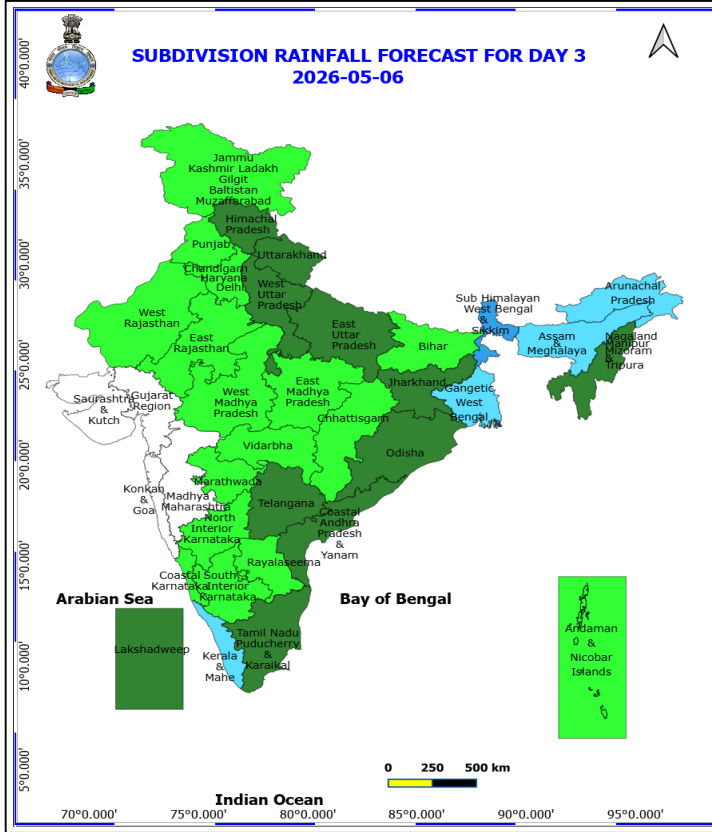 SUBDIVISION RAINFALL FORECAST FOR DAY 3
2026-05-06
40°0.000'
35°0.000'
30°0.000'
25°0.000'
20°0.000'
15°0.000'
10°0.000'
5°0.000'
Jammu
Kashmir Ladakh
Gilgit
Baltistan
Muzaffarabad
Himachal
Pradesh
Punjab
Uttarakhand
Chandigarh
Haryana
Delhi
West
Uttar
Pradesh
Arunachal
Pradesh
Sub Himalayan
West Bengal
&
Sikkim
West
Rajasthan
East
Rajasthan
East
Uttar
Pradesh
Bihar
Assam
&
Meghalaya
Nagaland
Manipur
Mizoram
&
Tripura
Saurashtra
&
Kutch
Gujarat
Region
West
Madhya
Pradesh
East
Madhya
Pradesh
Jharkhand
Gangetic
West
Bengal
Chhattisgarh
Vidarbha
Odisha
Konkan
&
Goa
Madhya
Maharashtra
Marathwada
Telangana
Coastal
Andhra
Pradesh
&
Yanam
North
Interior
Karnataka
Rayalaseema
Coastal
Karnataka
South
Interior
Karnataka
Arabian Sea
Bay of Bengal
Lakshadweep
Kerala
&
Mahe
Tamil Nadu
Puducherry
&
Karaikal
Andaman
&
Nicobar
Islands
0 250 500 km
Indian Ocean
70°0.000' 75°0.000' 80°0.000' 85°0.000' 90°0.000' 95°0.000'